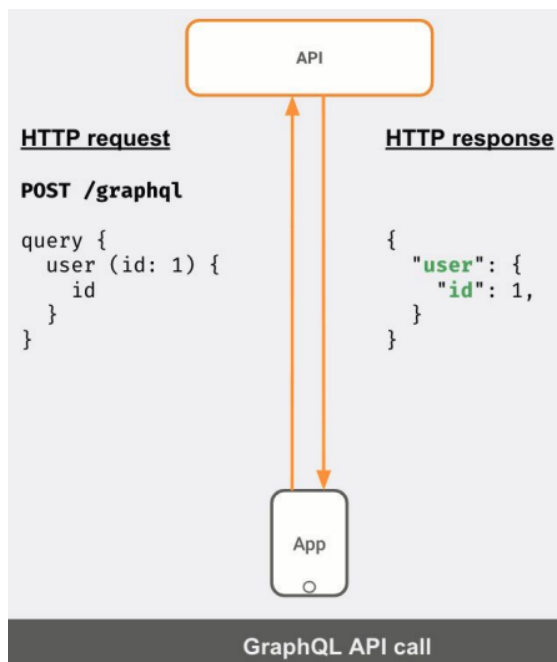 API
HTTP request
POST /graphql
query {
  user (id: 1) {
    id
  }
}
HTTP response
{
  "user": {
    "id": 1,
  }
}
App
GraphQL API call